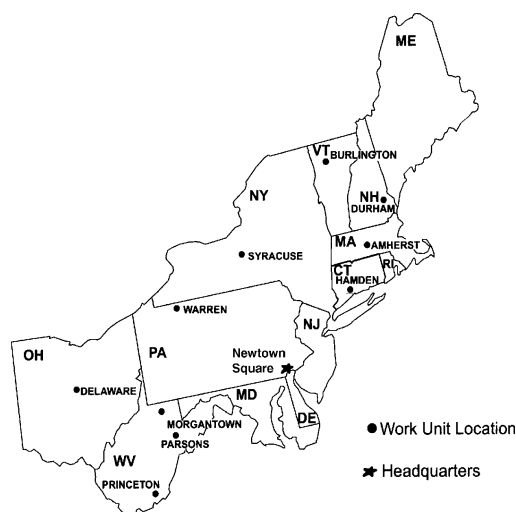 ME
VT
BURLINGTON
NY
NH
DURHAM
MA
AMHERST
SYRACUSE
CT
RI
HAMDEN
WARREN
NJ
OH
PA
Newtown
Square
DELAWARE
MD
MORGANTOWN
DE
PARSONS
Work Unit Location
WV
Headquarters
PRINCETON